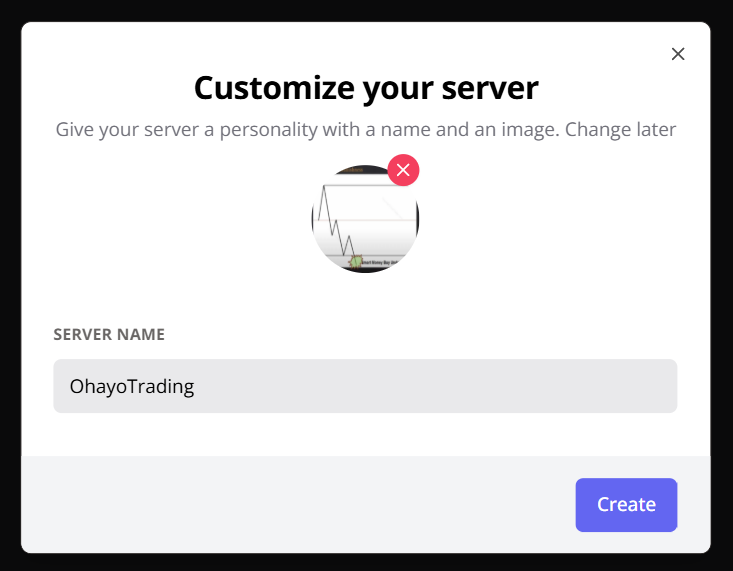 Customize your server
Give your server a personality with a name and an image. Change later
SERVER NAME
OhayoTrading
Create